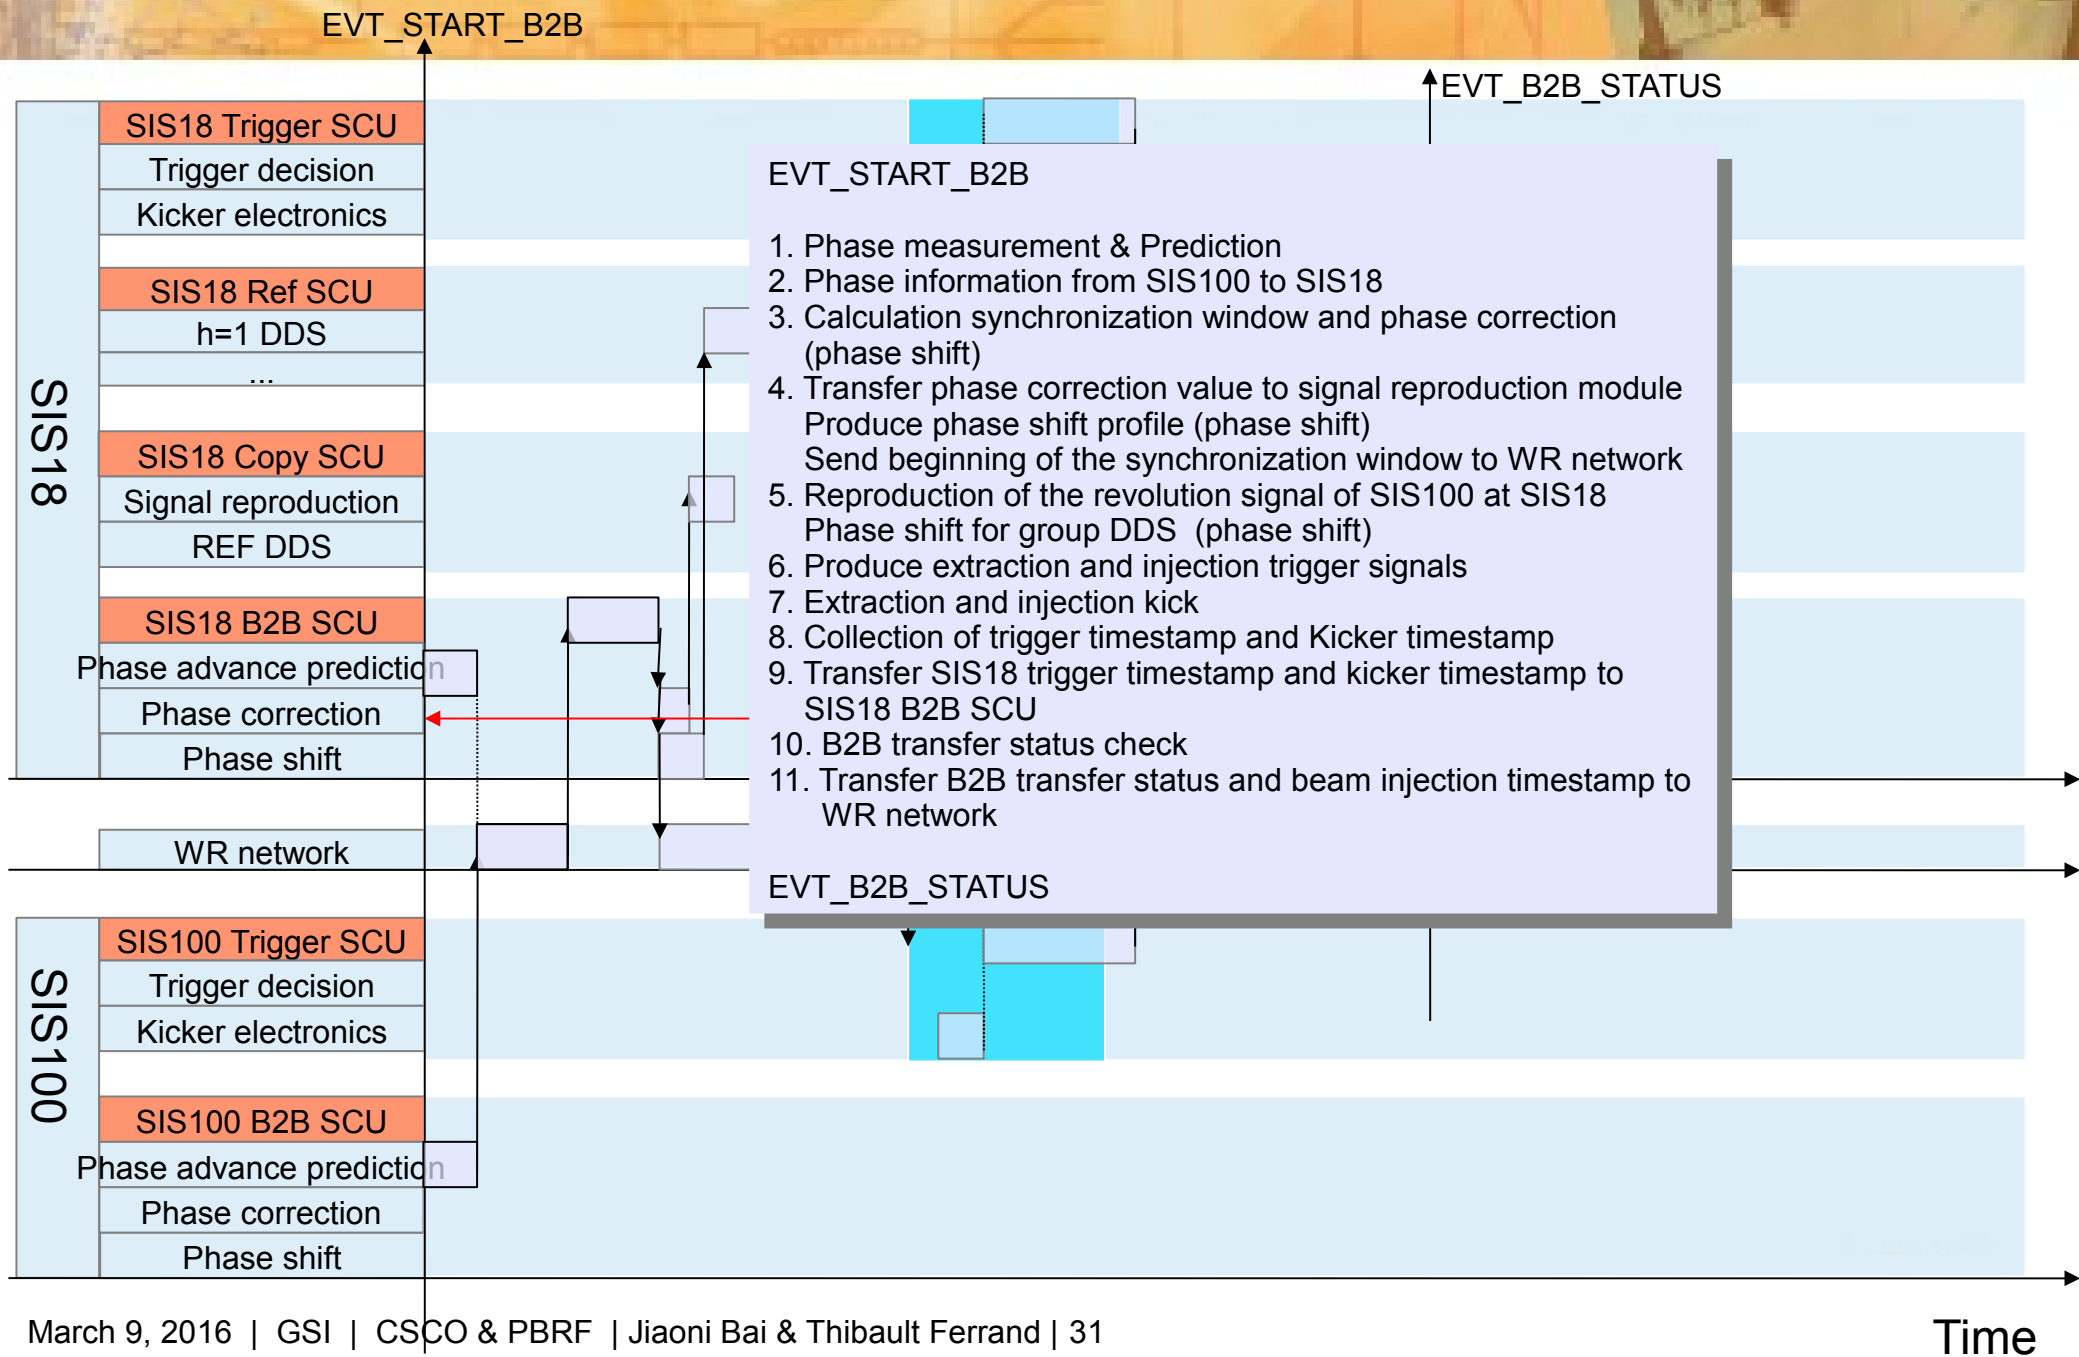 EVT_START_B2B
EVT_B2B_STATUS
SIS18
SIS18 Trigger SCU
Trigger decision
Kicker electronics
SIS18 Ref SCU
h=1 DDS
...
SIS18 Copy SCU
Signal reproduction
REF DDS
SIS18 B2B SCU
Phase advance prediction
Phase correction
Phase shift
WR network
SIS100
SIS100 Trigger SCU
Trigger decision
Kicker electronics
SIS100 B2B SCU
Phase advance prediction
Phase correction
Phase shift
EVT_START_B2B
1. Phase measurement & Prediction
2. Phase information from SIS100 to SIS18
3. Calculation synchronization window and phase correction
(phase shift)
4. Transfer phase correction value to signal reproduction module
Produce phase shift profile (phase shift)
Send beginning of the synchronization window to WR network
5. Reproduction of the revolution signal of SIS100 at SIS18
Phase shift for group DDS (phase shift)
6. Produce extraction and injection trigger signals
7. Extraction and injection kick
8. Collection of trigger timestamp and Kicker timestamp
9. Transfer SIS18 trigger timestamp and kicker timestamp to
SIS18 B2B SCU
10. B2B transfer status check
11. Transfer B2B transfer status and beam injection timestamp to
WR network
EVT_B2B_STATUS
March 9, 2016 | GSI | CSCO & PBRF | Jiaoni Bai & Thibault Ferrand | 31
Time